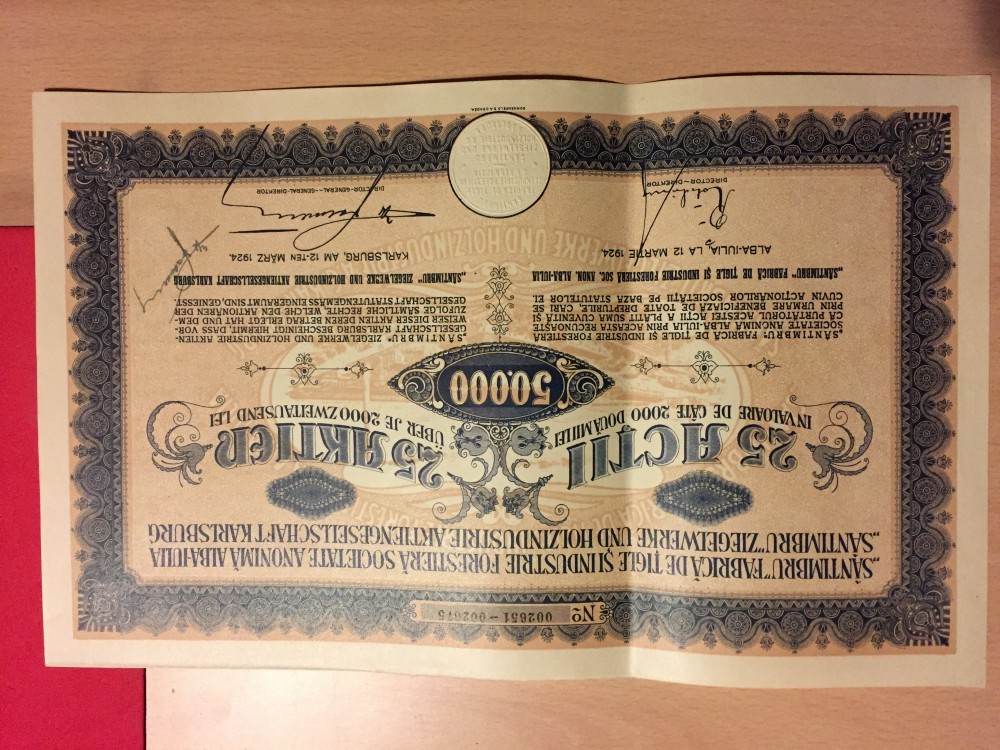 No 002651 — 002675
„SÂNTIMBRU” FABRICĂ DE ȚIGLE ȘI INDUSTRIE FORESTIERĂ SOCIETATE ANONIMĂ ALBA-IULIA
„SÂNTIMBRU” ZIEGELWERKE UND HOLZINDUSTRIE AKTIENGESELLSCHAFT KARLSBURG
25 ACȚII
IN VALOARE DE CÂTE 2000 DOUĂ MII LEI
25 AKTIEN
ÜBER JE 2000 ZWEITAUSEND LEI
50.000
„SÂNTIMBRU” FABRICĂ DE ȚIGLE ȘI INDUSTRIE FORESTIERA
SOCIETATE ANONIMĂ ALBA-IULIA PRIN ACEASTA RECUNOAȘTE
CĂ PURTĂTORUL ACESTEI ACȚII A PLĂTIT SUMA CUVENITĂ ȘI
PRIN URMARE BENEFICIEAZĂ DE TOATE DREPTURILE, CARE SE
CUVIN ACȚIONARILOR SOCIETĂȚII PE BAZA STATUTELOR EI
„SÂNTIMBRU” FABRICA DE ȚIGLE ȘI INDUSTRIE FORESTIERA SOC. ANON. ALBA-IULIA
ALBA-IULIA, LA 12 MARTIE 1924.
DIRECTOR—DIREKTOR
„SÂNTIMBRU” ZIEGELWERKE UND HOLZINDUSTRIE AKTIEN-
GESELLSCHAFT KARLSBURG BESCHEINIGT HIERMIT, DASS VOR-
WEISER DIESER AKTIEN DEREN BETRAG ERLEGT HAT UND DEM-
ZUFOLGE SÄMTLICHE RECHTE, WELCHE DEN AKTIONÄREN DER
GESELLSCHAFT STATUTENGEMÄSS EINGERÄUMT SIND, GENIESST.
„SÂNTIMBRU” ZIEGELWERKE UND HOLZINDUSTRIE AKTIENGESELLSCHAFT KARLSBURG
KARLSBURG, AM 12-TEN MÄRZ 1924.
DIRECTOR-GENERAL—GENERAL-DIREKTOR